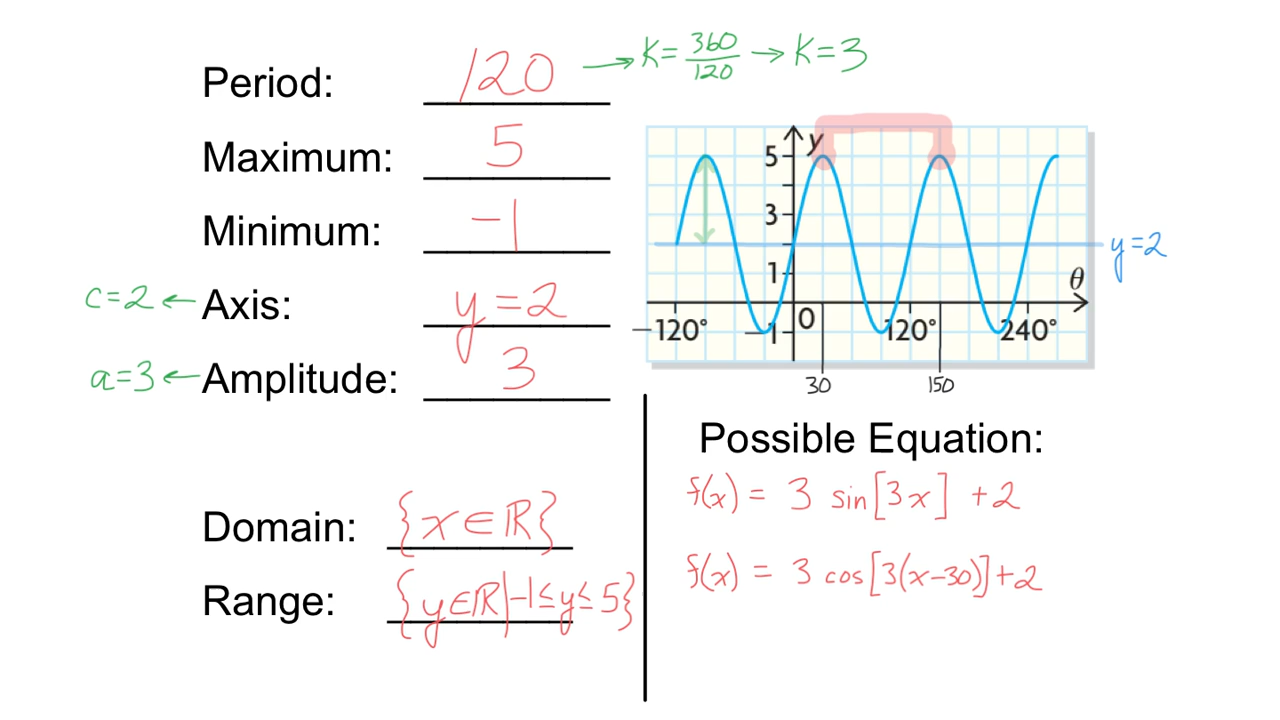 Period: 120 → K = 360/120 → K = 3
Maximum: 5
Minimum: -1
c=2 ← Axis: y = 2
a=3 ← Amplitude: 3
Domain: {x∈ℝ}
Range: {y∈ℝ|-1≤y≤5}
y
5
3
1
y=2
θ
-120° -1 0 120° 240°
30 150
Possible Equation:
f(x) = 3 sin[3x] +2
f(x) = 3 cos[3(x-30)]+2